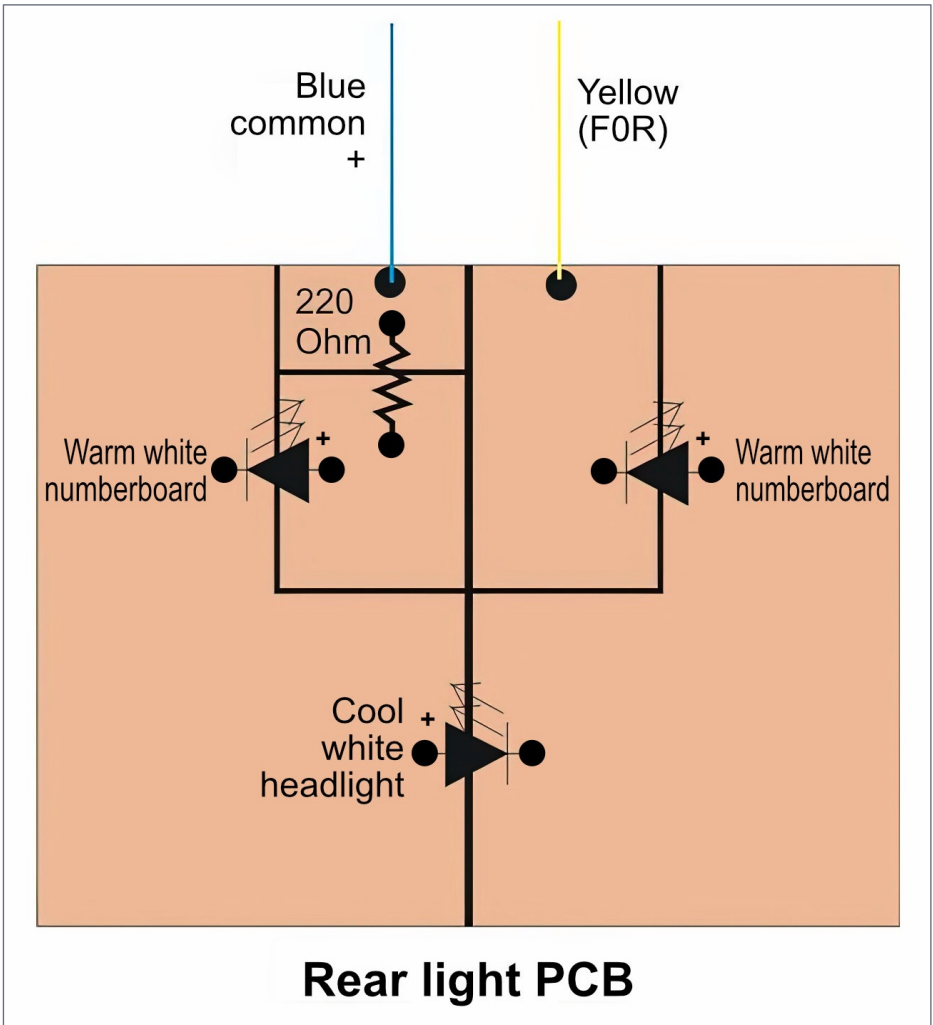 Blue
common
+
Yellow
(F0R)
220
Ohm
+
Warm white
numberboard
+
Warm white
numberboard
Cool
white
headlight
+
Rear light PCB